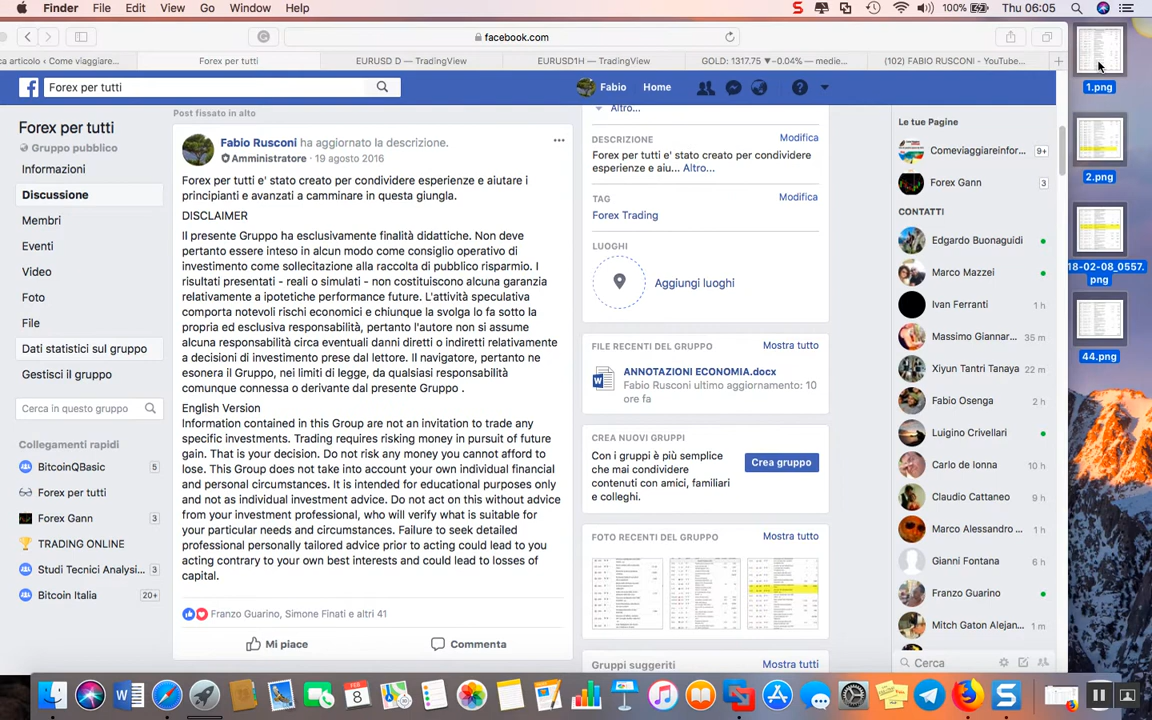 Finder File Edit View Go Window Help
100% Thu 06:05
facebook.com
ca articolo ‹ Come viaggiare...
Forex per tutti
EURUSD D — TradingView
EURUSD1H — TradingView
GOLD: 1317.75 ▼−0.04% — medie...
(102) FABIO RUSCONI - YouTube...
Forex per tutti
Fabio Home
1.png
2.png
18-02-08_0557.
png
44.png
Forex per tutti
Gruppo pubblico
Informazioni
Discussione
Membri
Eventi
Video
Foto
File
Dati statistici sul gruppo
Gestisci il gruppo
Cerca in questo gruppo
Collegamenti rapidi
BitcoinQBasic 5
Forex per tutti
Forex Gann 3
TRADING ONLINE
Studi Tecnici Analysi... 3
Bitcoin Italia 20+
Post fissato in alto
Fabio Rusconi ha aggiornato la descrizione.
Amministratore · 19 agosto 2016
Forex per tutti e' stato creato per condividere esperienze e aiutare i
principianti e avanzati a camminare in questa giungla.
DISCLAIMER
Il presente Gruppo ha esclusivamente finalità didattiche. Non deve
pertanto essere inteso in alcun modo come consiglio operativo di
investimento come sollecitazione alla raccolta di pubblico risparmio. I
risultati presentati - reali o simulati - non costituiscono alcuna garanzia
relativamente a ipotetiche performance future. L'attività speculativa
comporta notevoli rischi economici e chiunque la svolga lo fa sotto la
propria ed esclusiva responsabilità, pertanto l'autore non si assume
alcuna responsabilità circa eventuali danni diretti o indiretti relativamente
a decisioni di investimento prese dal lettore. Il navigatore, pertanto ne
esonera il Gruppo, nei limiti di legge, da qualsiasi responsabilità
comunque connessa o derivante dal presente Gruppo .
English Version
Information contained in this Group are not an invitation to trade any
specific investments. Trading requires risking money in pursuit of future
gain. That is your decision. Do not risk any money you cannot afford to
lose. This Group does not take into account your own individual financial
and personal circumstances. It is intended for educational purposes only
and not as individual investment advice. Do not act on this without advice
from your investment professional, who will verify what is suitable for
your particular needs and circumstances. Failure to seek detailed
professional personally tailored advice prior to acting could lead to you
acting contrary to your own best interests and could lead to losses of
capital.
Franzo Guarino, Simone Finati e altri 41
Mi piace Commenta
Altro...
DESCRIZIONE Modifica
Forex per tutti e' stato creato per condividere
esperienze e aiu... Altro...
TAG Modifica
Forex Trading
LUOGHI
Aggiungi luoghi
FILE RECENTI DEL GRUPPO Mostra tutto
ANNOTAZIONI ECONOMIA.docx
Fabio Rusconi ultimo aggiornamento: 10
ore fa
CREA NUOVI GRUPPI
Con i gruppi è più semplice
che mai condividere
contenuti con amici, familiari
e colleghi.
Crea gruppo
FOTO RECENTI DEL GRUPPO Mostra tutto
Gruppi suggeriti Mostra tutti
Le tue Pagine
Comeviaggiareinfor... 9+
Forex Gann 3
CONTATTI
Edgardo Buonaguidi
Marco Mazzei
Ivan Ferranti 1 h
Massimo Giannar... 35 m
Xiyun Tantri Tanaya 22 m
Fabio Osenga 2 h
Luigino Crivellari
Carlo de Ionna 10 h
Claudio Cattaneo 9 h
Marco Alessandro ... 1 h
Gianni Fontana 6 h
Franzo Guarino
Mitch Gaton Alejan... 1 m
Cerca
FEB
8